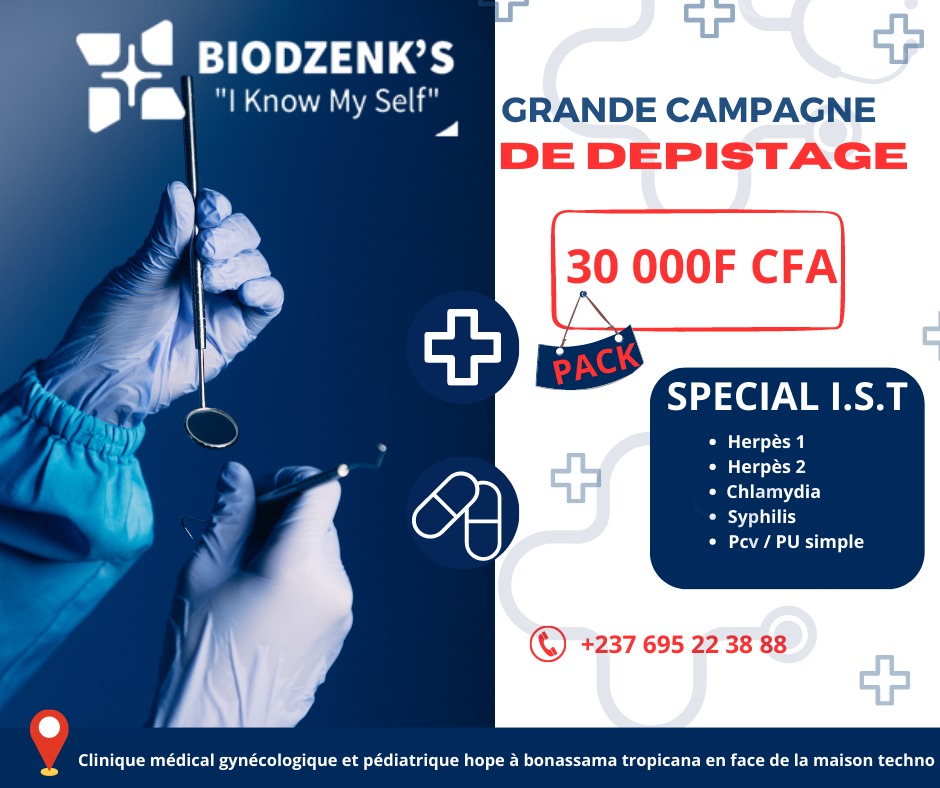 BIODZENK'S
"I Know My Self"
GRANDE CAMPAGNE
DE DEPISTAGE
30 000F CFA
PACK
SPECIAL I.S.T
• Herpès 1
• Herpès 2
• Chlamydia
• Syphilis
• Pcv / PU simple
+237 695 22 38 88
Clinique médical gynécologique et pédiatrique hope à bonassama tropicana en face de la maison techno